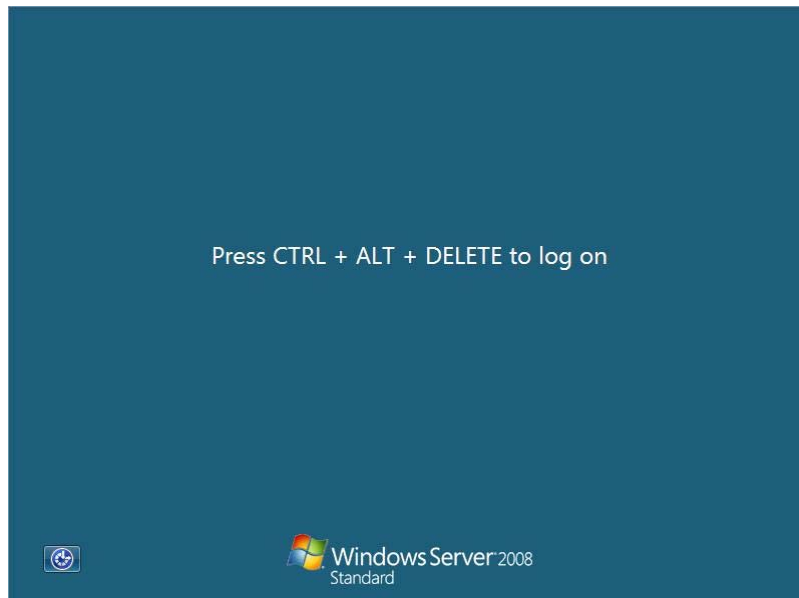 Press CTRL + ALT + DELETE to log on
Windows Server 2008
Standard